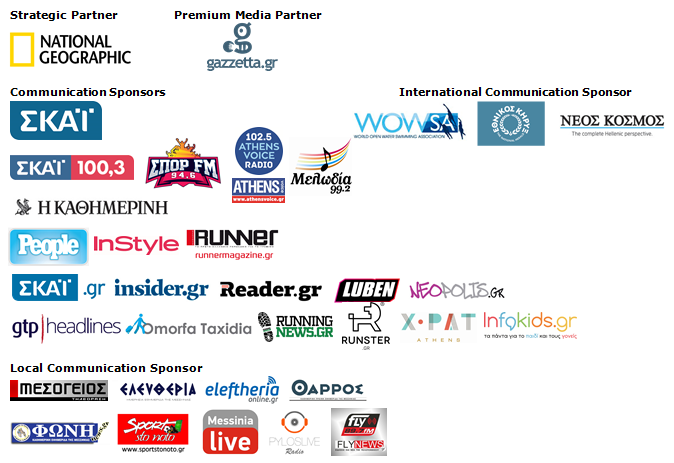 Strategic Partner
Premium Media Partner
NATIONAL
GEOGRAPHIC
gazzetta.gr
Communication Sponsors
International Communication Sponsor
ΣΚΑΪ
WOWSA
WORLD OPEN WATER SWIMMING ASSOCIATION
ΕΘΝΙΚΟΣ ΚΗΡΥΞ
ΝΕΟΣ ΚΟΣΜΟΣ
The complete Hellenic perspective.
ΣΚΑΪ 100,3
ΣΠΟΡ FM
94,6
102.5
ATHENS
VOICE
RADIO
ATHENS
VOICE
www.athensvoice.gr
Μελωδία
99.2
Η ΚΑΘΗΜΕΡΙΝΗ
People
InStyle
RUNNER
runnermagazine.gr
ΣΚΑΪ.gr
insider.gr
Reader.gr
LUBEN
NEOPOLIS.GR
gtp headlines
Omorfa Taxidia
RUNNING
NEWS.GR
RUNSTER
.GR
X·PAT
ATHENS
Infokids.gr
τα πάντα για το παιδί και τους γονείς
Local Communication Sponsor
ΜΕΣΟΓΕΙΟΣ
ΤΗΛΕΟΡΑΣΗ
ΕΛΕΥΘΕΡΙΑ
eleftheria
online.gr
ΘΑΡΡΟΣ
ΦΩΝΗ
Sports
sto noto
www.sportstonoto.gr
Messinia
live
PYLOSLIVE
Radio
FLY
FM
FLYNEWS